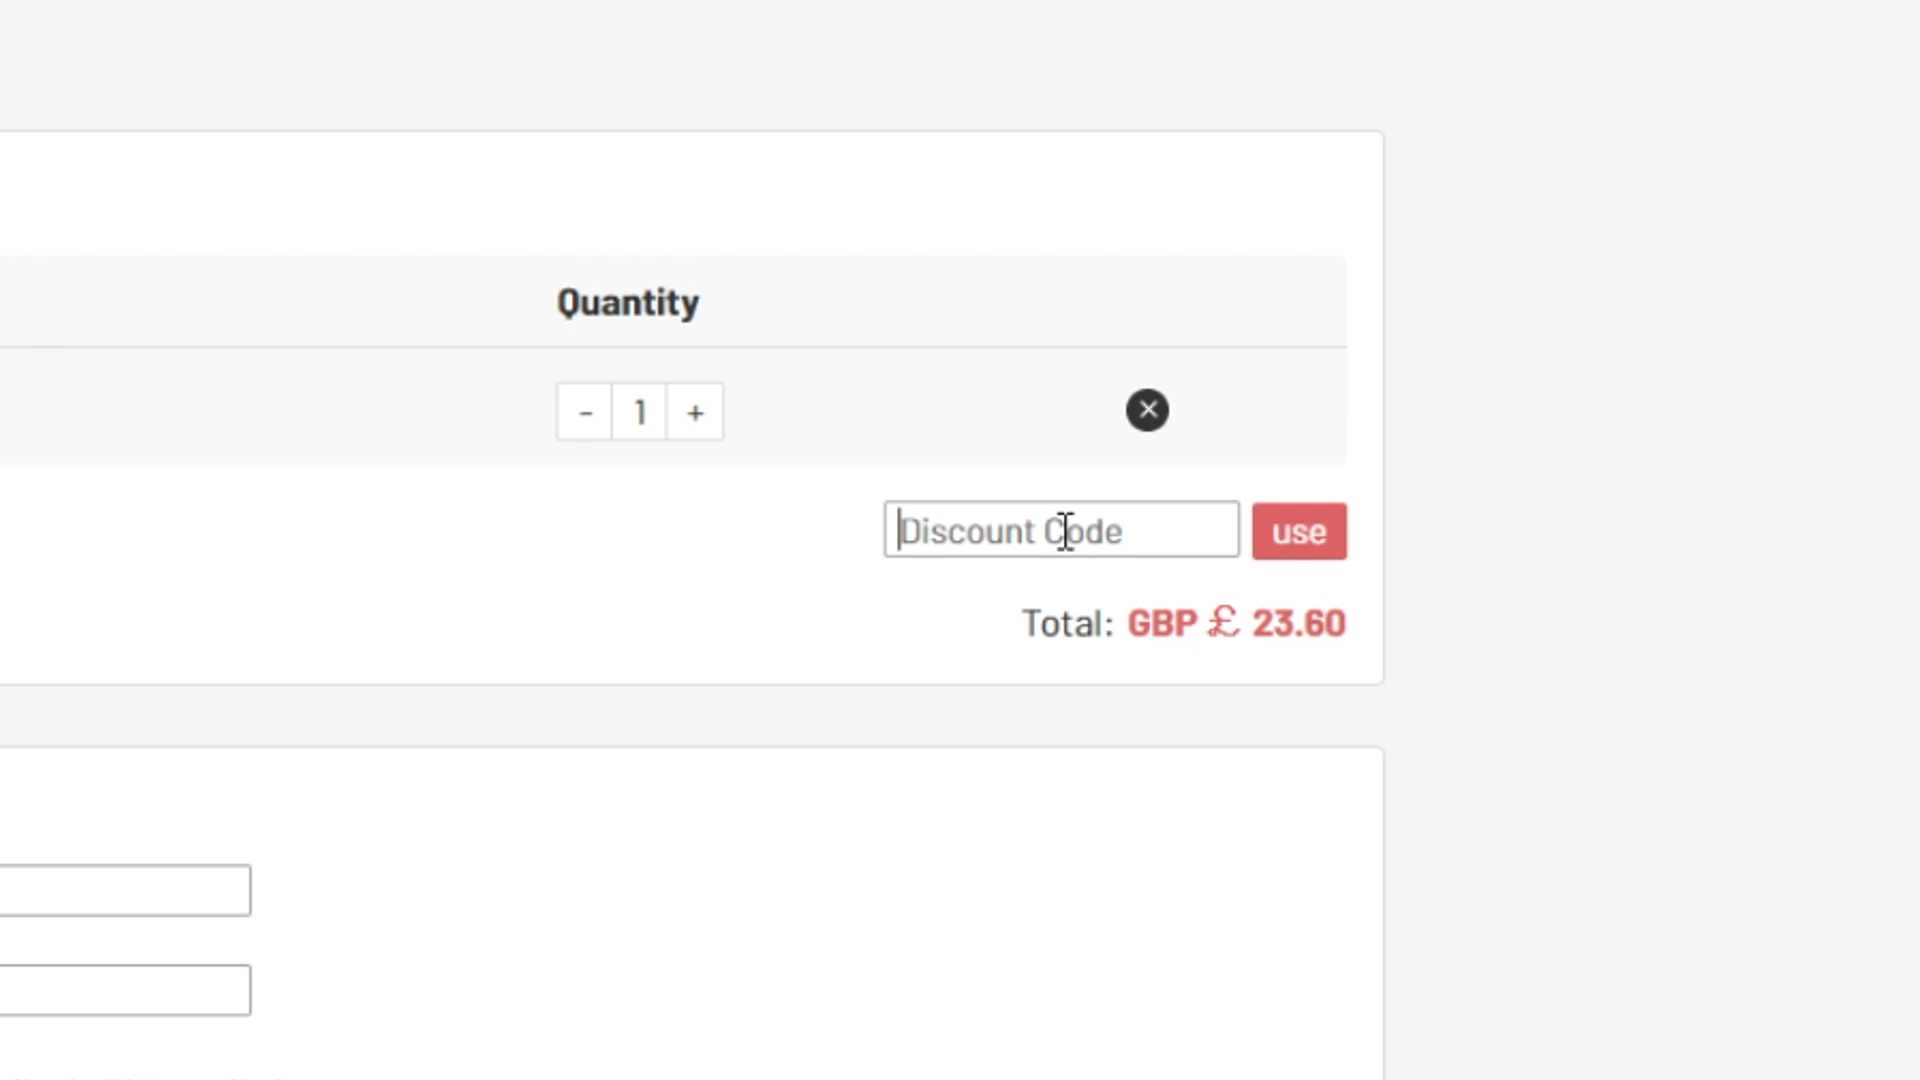 Quantity
- 1 +
Discount Code use
Total: GBP £ 23.60